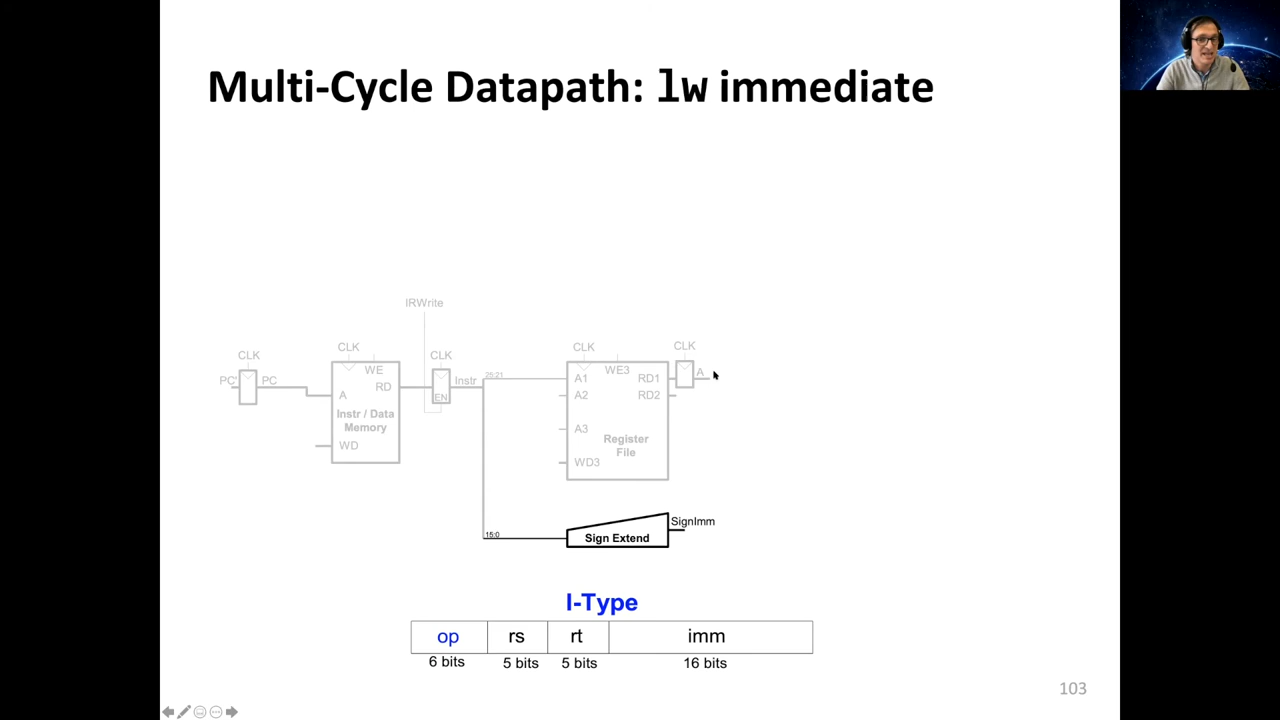 Multi-Cycle Datapath: lw immediate
IRWrite
CLK
CLK
CLK
CLK
CLK
PC' PC
WE
RD
A
Instr / Data
Memory
WD
EN
Instr
25:21
A1
WE3
RD1
A
A2
RD2
A3
Register
File
WD3
SignImm
15:0
Sign Extend
I-Type
op rs rt imm
6 bits 5 bits 5 bits 16 bits
103